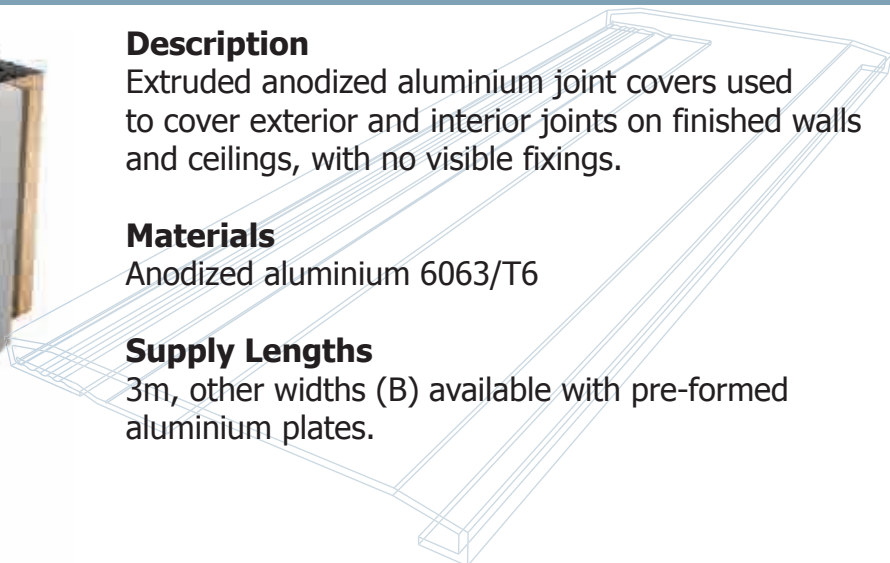 Description
Extruded anodized aluminium joint covers used
to cover exterior and interior joints on finished walls
and ceilings, with no visible fixings.
Materials
Anodized aluminium 6063/T6
Supply Lengths
3m, other widths (B) available with pre-formed
aluminium plates.